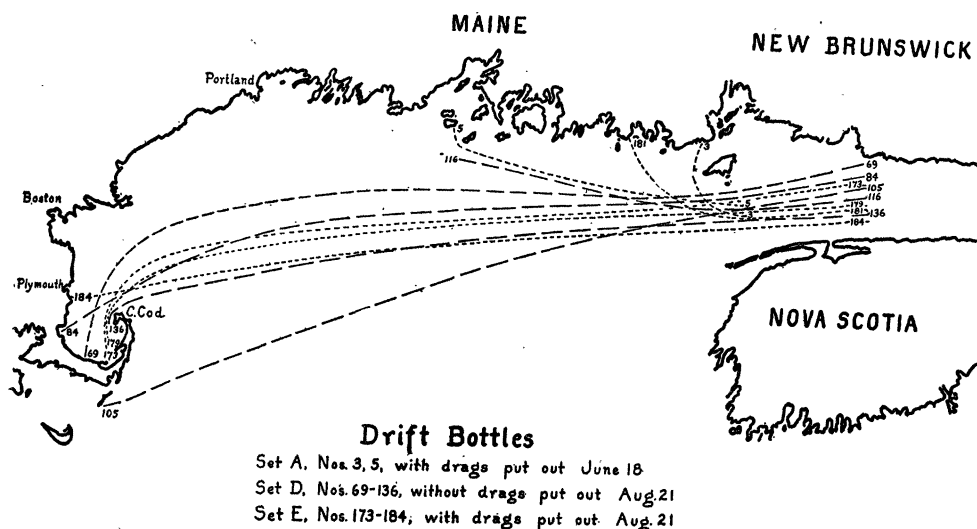 MAINE
NEW BRUNSWICK
Portland
5
181
3
116
69
84
173
105
116
179
181
136
184
5
3
Boston
Plymouth
184
C. Cod
84
136
179
69
173
105
NOVA SCOTIA
Drift Bottles
Set A, Nos. 3, 5, with drags put out June 18
Set D, Nos. 69-136, without drags put out Aug. 21
Set E, Nos. 173-184, with drags put out Aug. 21